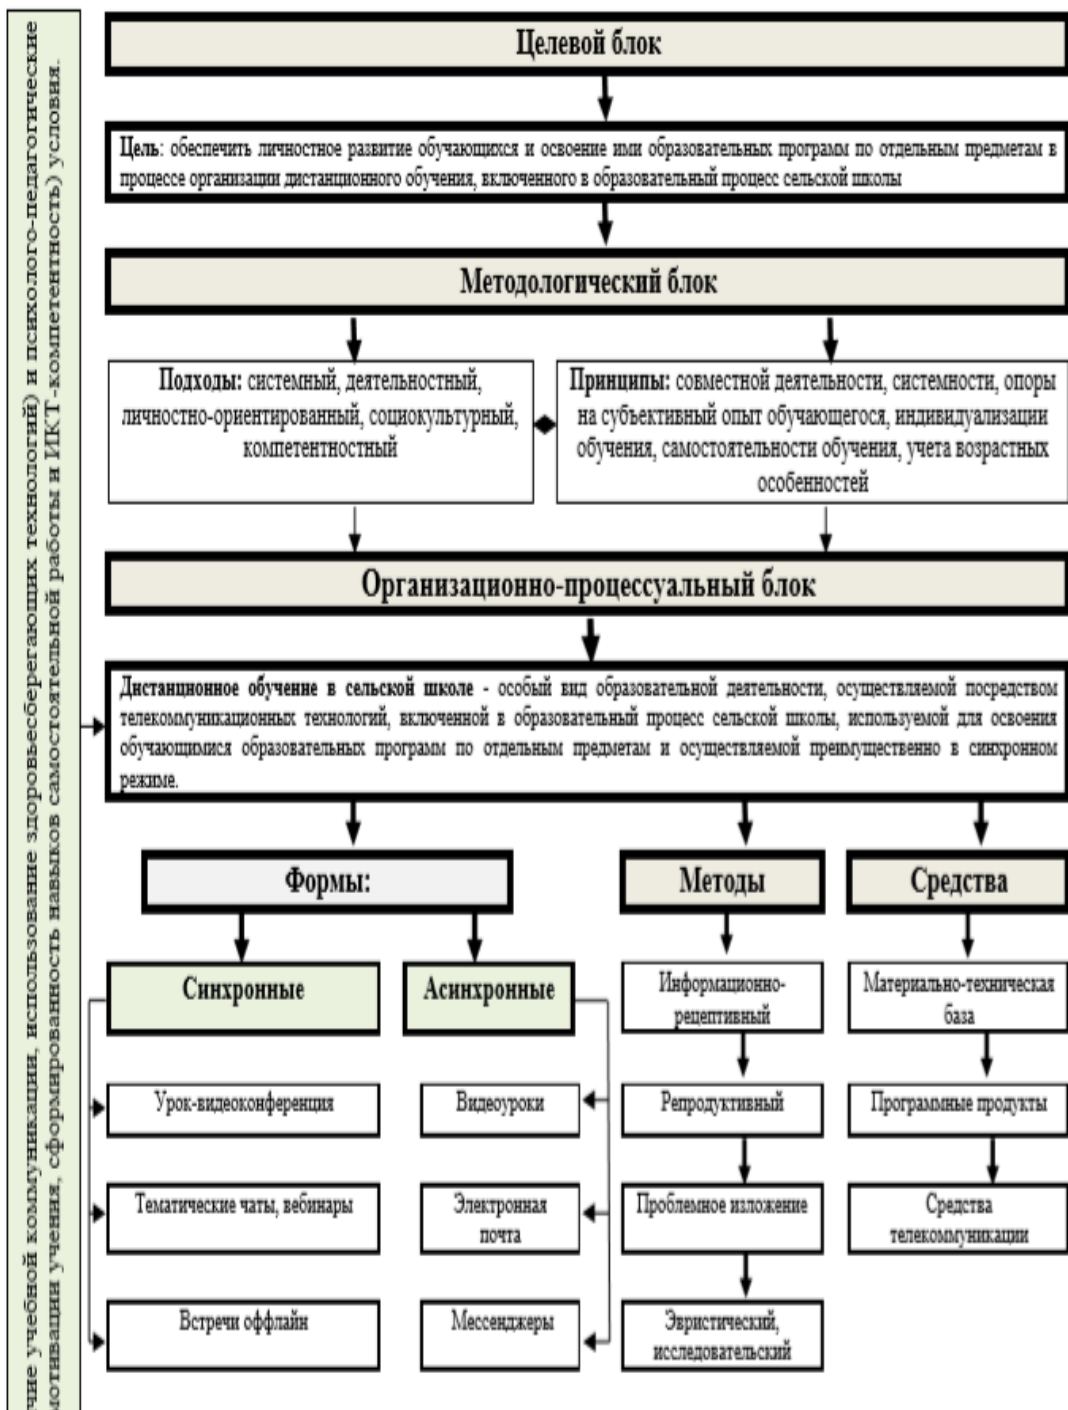 чие учебной коммуникации, использование здоровьесберегающих технологий) и психолого-педагогические
мотивации учения, сформированность навыков самостоятельной работы и ИКТ-компетентность) условия.
Целевой блок
Цель: обеспечить личностное развитие обучающихся и освоение ими образовательных программ по отдельным предметам в
процессе организации дистанционного обучения, включенного в образовательный процесс сельской школы
Методологический блок
Подходы: системный, деятельностный,
личностно-ориентированный, социокультурный,
компетентностный
Принципы: совместной деятельности, системности, опоры
на субъективный опыт обучающегося, индивидуализации
обучения, самостоятельности обучения, учета возрастных
особенностей
Организационно-процессуальный блок
Дистанционное обучение в сельской школе - особый вид образовательной деятельности, осуществляемой посредством
телекоммуникационных технологий, включенной в образовательный процесс сельской школы, используемой для освоения
обучающимися образовательных программ по отдельным предметам и осуществляемой преимущественно в синхронном
режиме.
Формы:
Методы
Средства
Синхронные
Асинхронные
Информационно-
рецептивный
Материально-техническая
база
Урок-видеоконференция
Видеоуроки
Репродуктивный
Программные продукты
Тематические чаты, вебинары
Электронная
почта
Проблемное изложение
Средства
телекоммуникации
Встречи оффлайн
Мессенджеры
Эвристический,
исследовательский